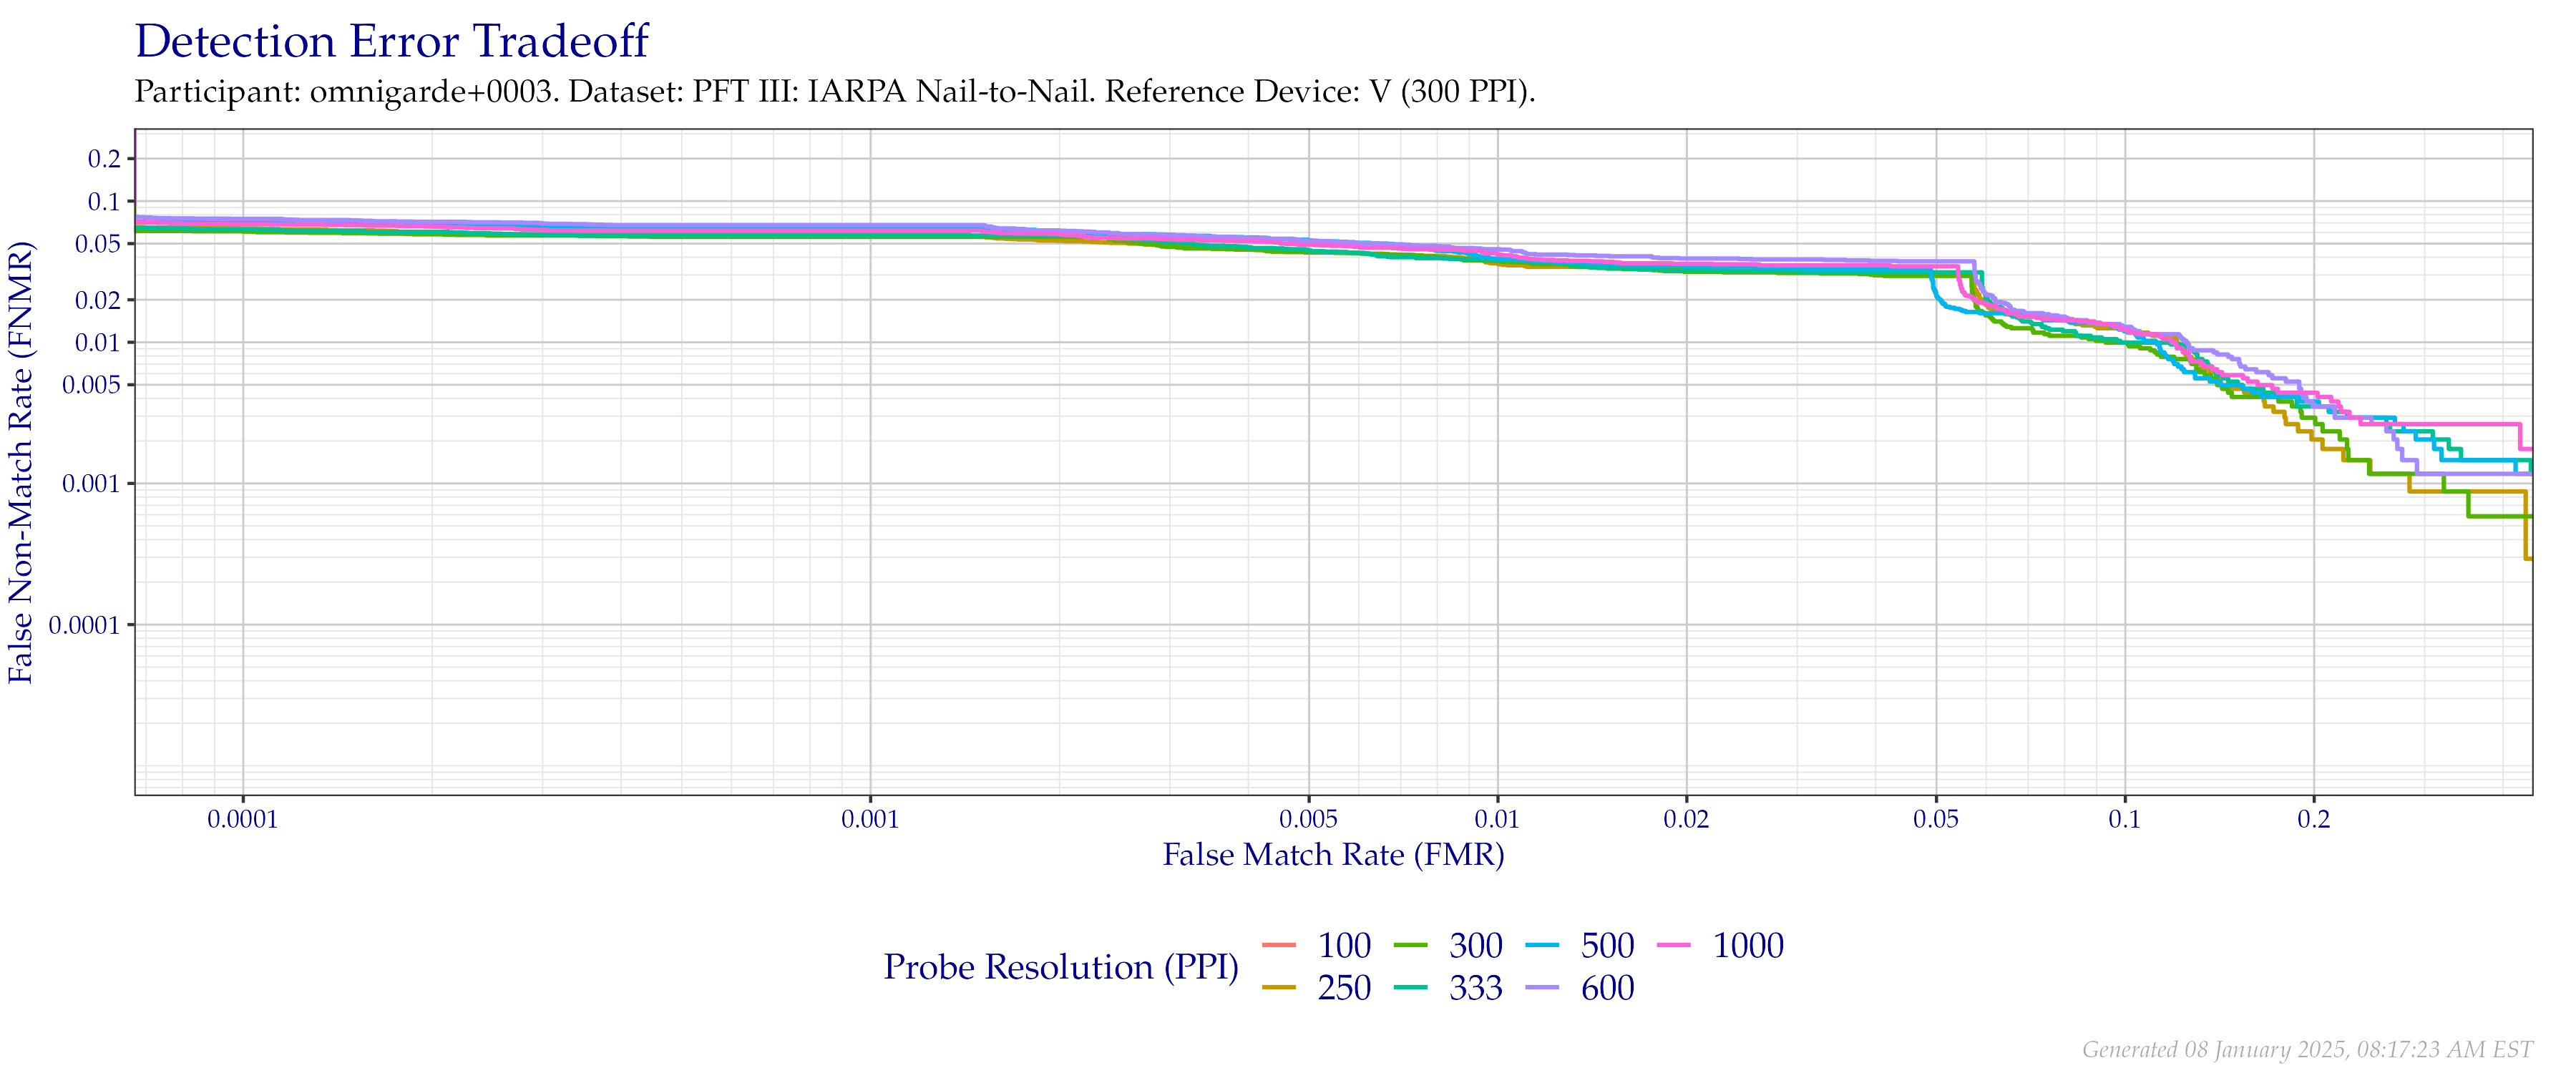 Detection Error Tradeoff
Participant: omnigarde+0003. Dataset: PFT III: IARPA Nail-to-Nail. Reference Device: V (300 PPI).
False Non-Match Rate (FNMR)
0.2
0.1
0.05
0.02
0.01
0.005
0.001
0.0001
0.0001 0.001 0.005 0.01 0.02 0.05 0.1 0.2
False Match Rate (FMR)
Probe Resolution (PPI)
100 300 500 1000
250 333 600
Generated 08 January 2025, 08:17:23 AM EST